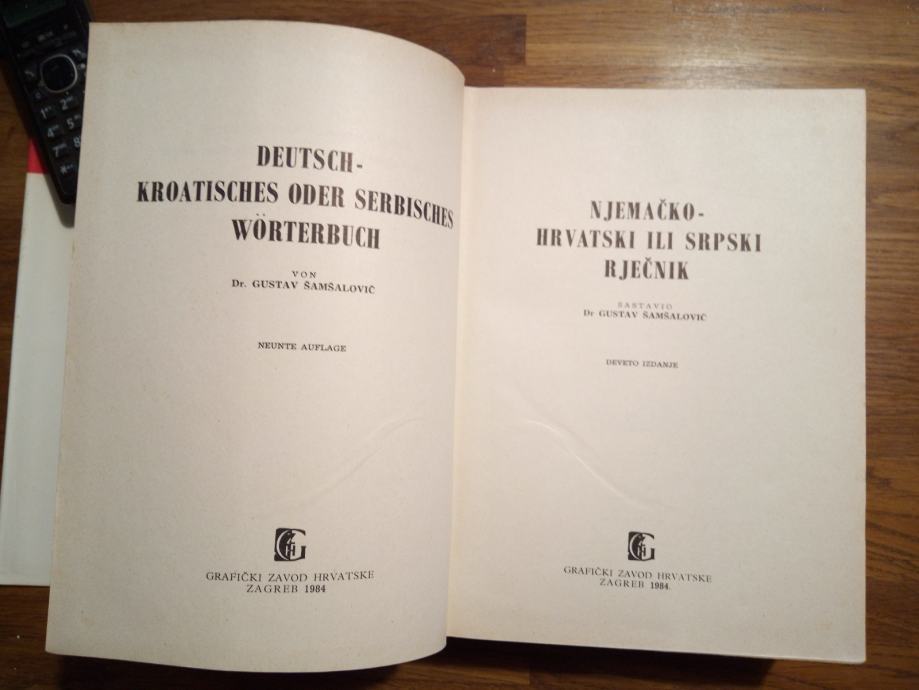 DEUTSCH-
KROATISCHES ODER SERBISCHES
WÖRTERBUCH
VON
Dr. GUSTAV ŠAMŠALOVIĆ
NEUNTE AUFLAGE
GRAFIČKI ZAVOD HRVATSKE
ZAGREB 1984
NJEMAČKO-
HRVATSKI ILI SRPSKI
RJEČNIK
SASTAVIO
Dr GUSTAV ŠAMŠALOVIĆ
DEVETO IZDANJE
GRAFIČKI ZAVOD HRVATSKE
ZAGREB 1984.